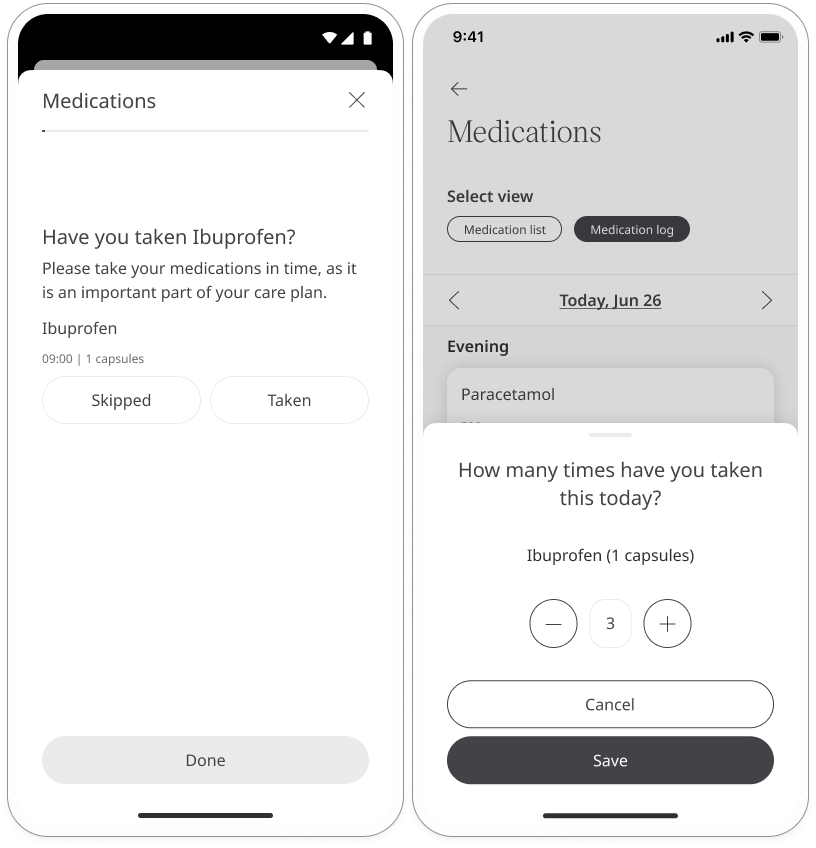 Medications
Have you taken Ibuprofen?
Please take your medications in time, as it
is an important part of your care plan.
Ibuprofen
09:00 | 1 capsules
Skipped
Taken
Done
9:41
Medications
Select view
Medication list
Medication log
Today, Jun 26
Evening
Paracetamol
How many times have you taken
this today?
Ibuprofen (1 capsules)
3
Cancel
Save